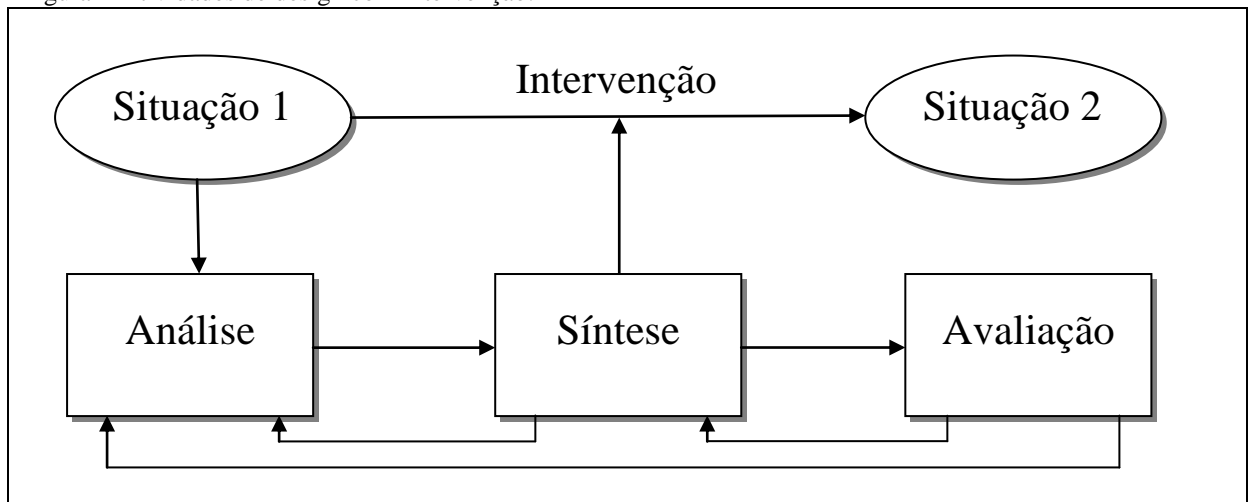 Intervenção
Situação 1
Situação 2
Análise
Síntese
Avaliação